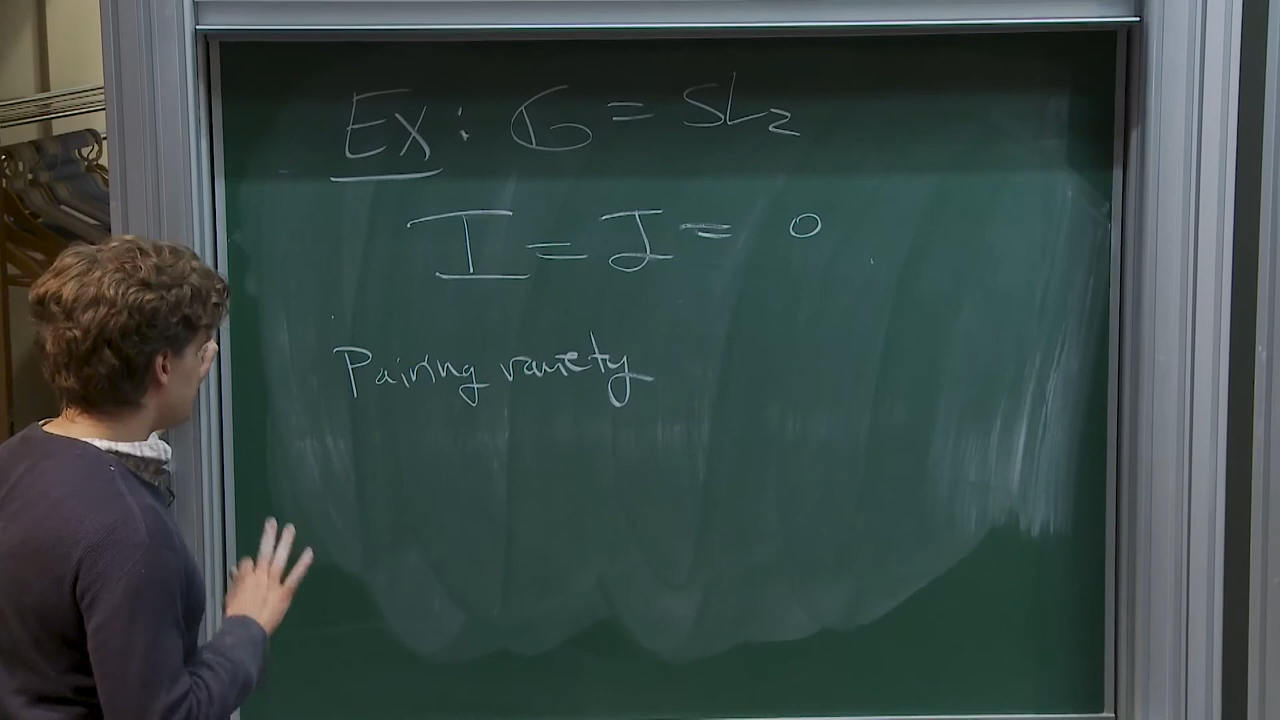 Ex: G = SL₂
I = J = 0
Pairing variety